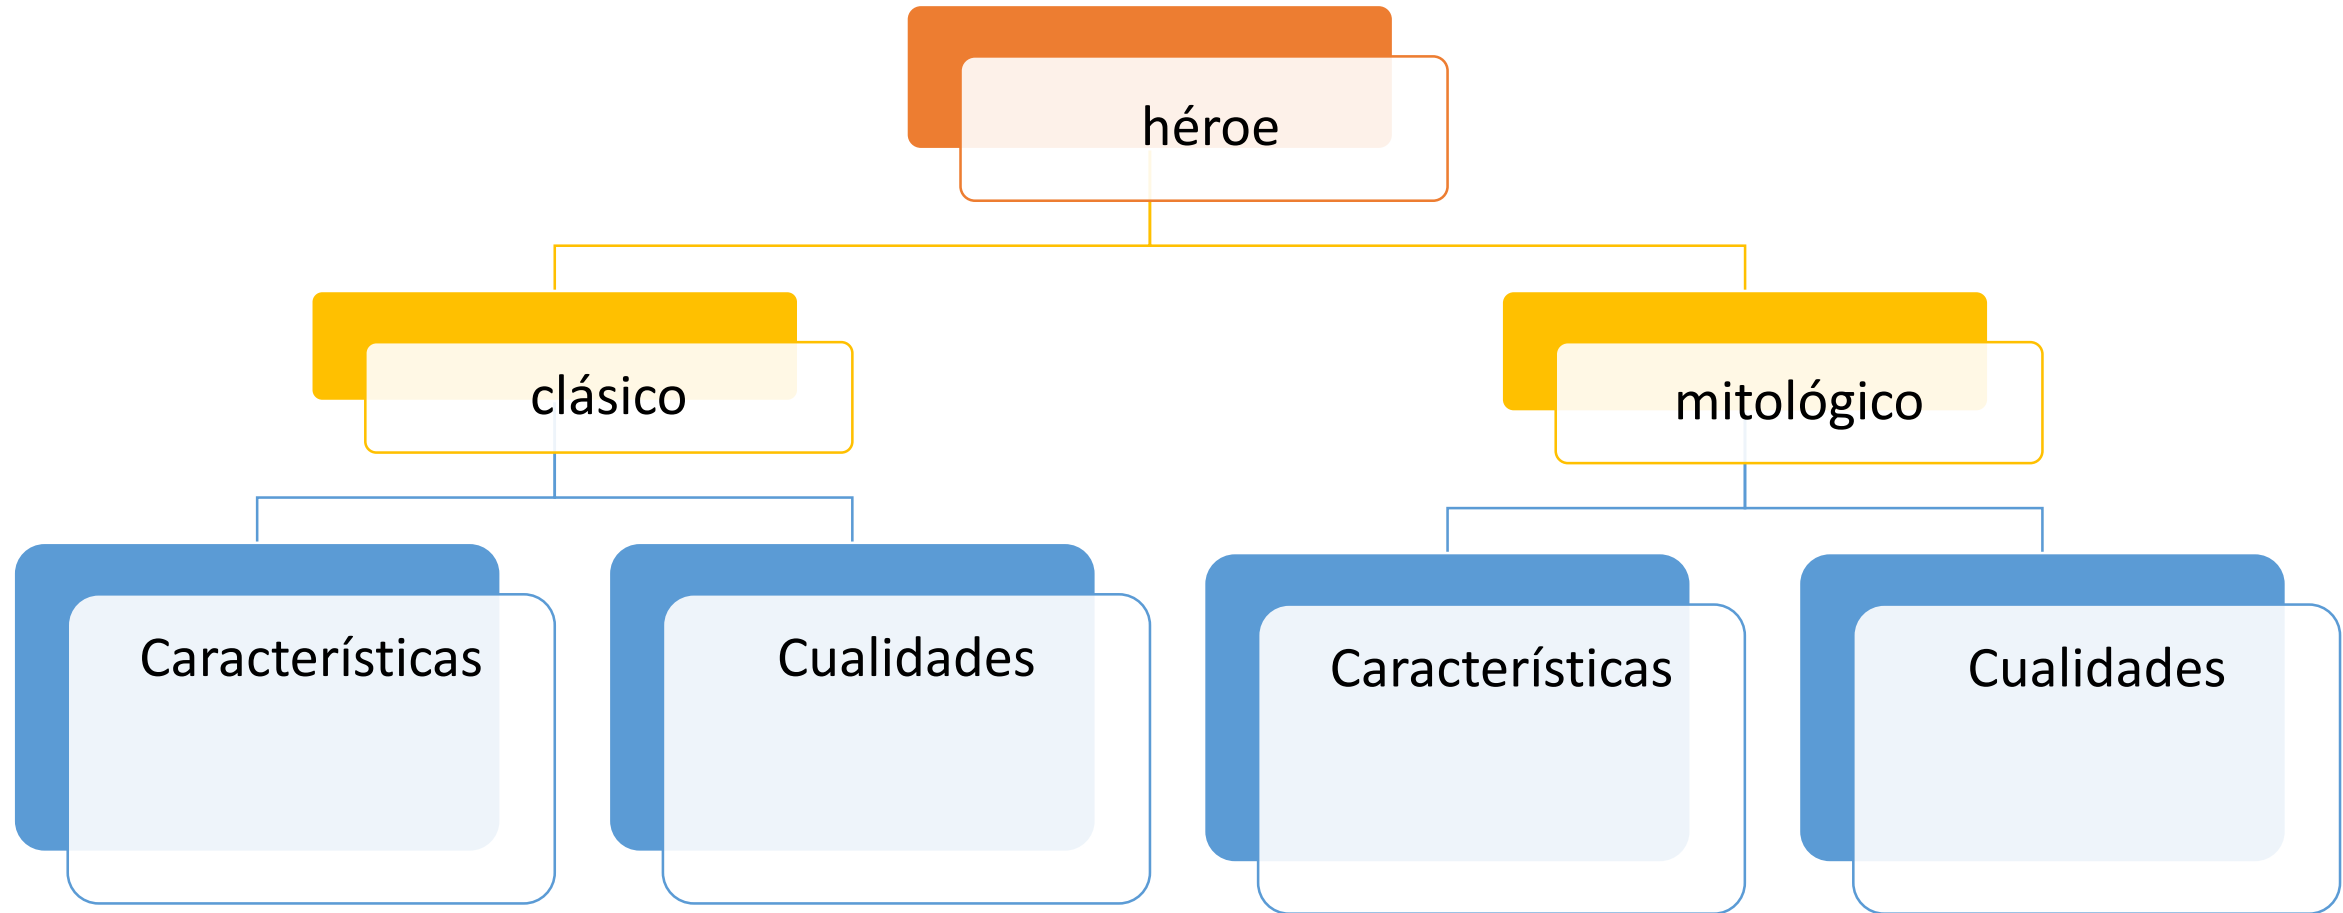 héroe
clásico
mitológico
Características
Cualidades
Características
Cualidades